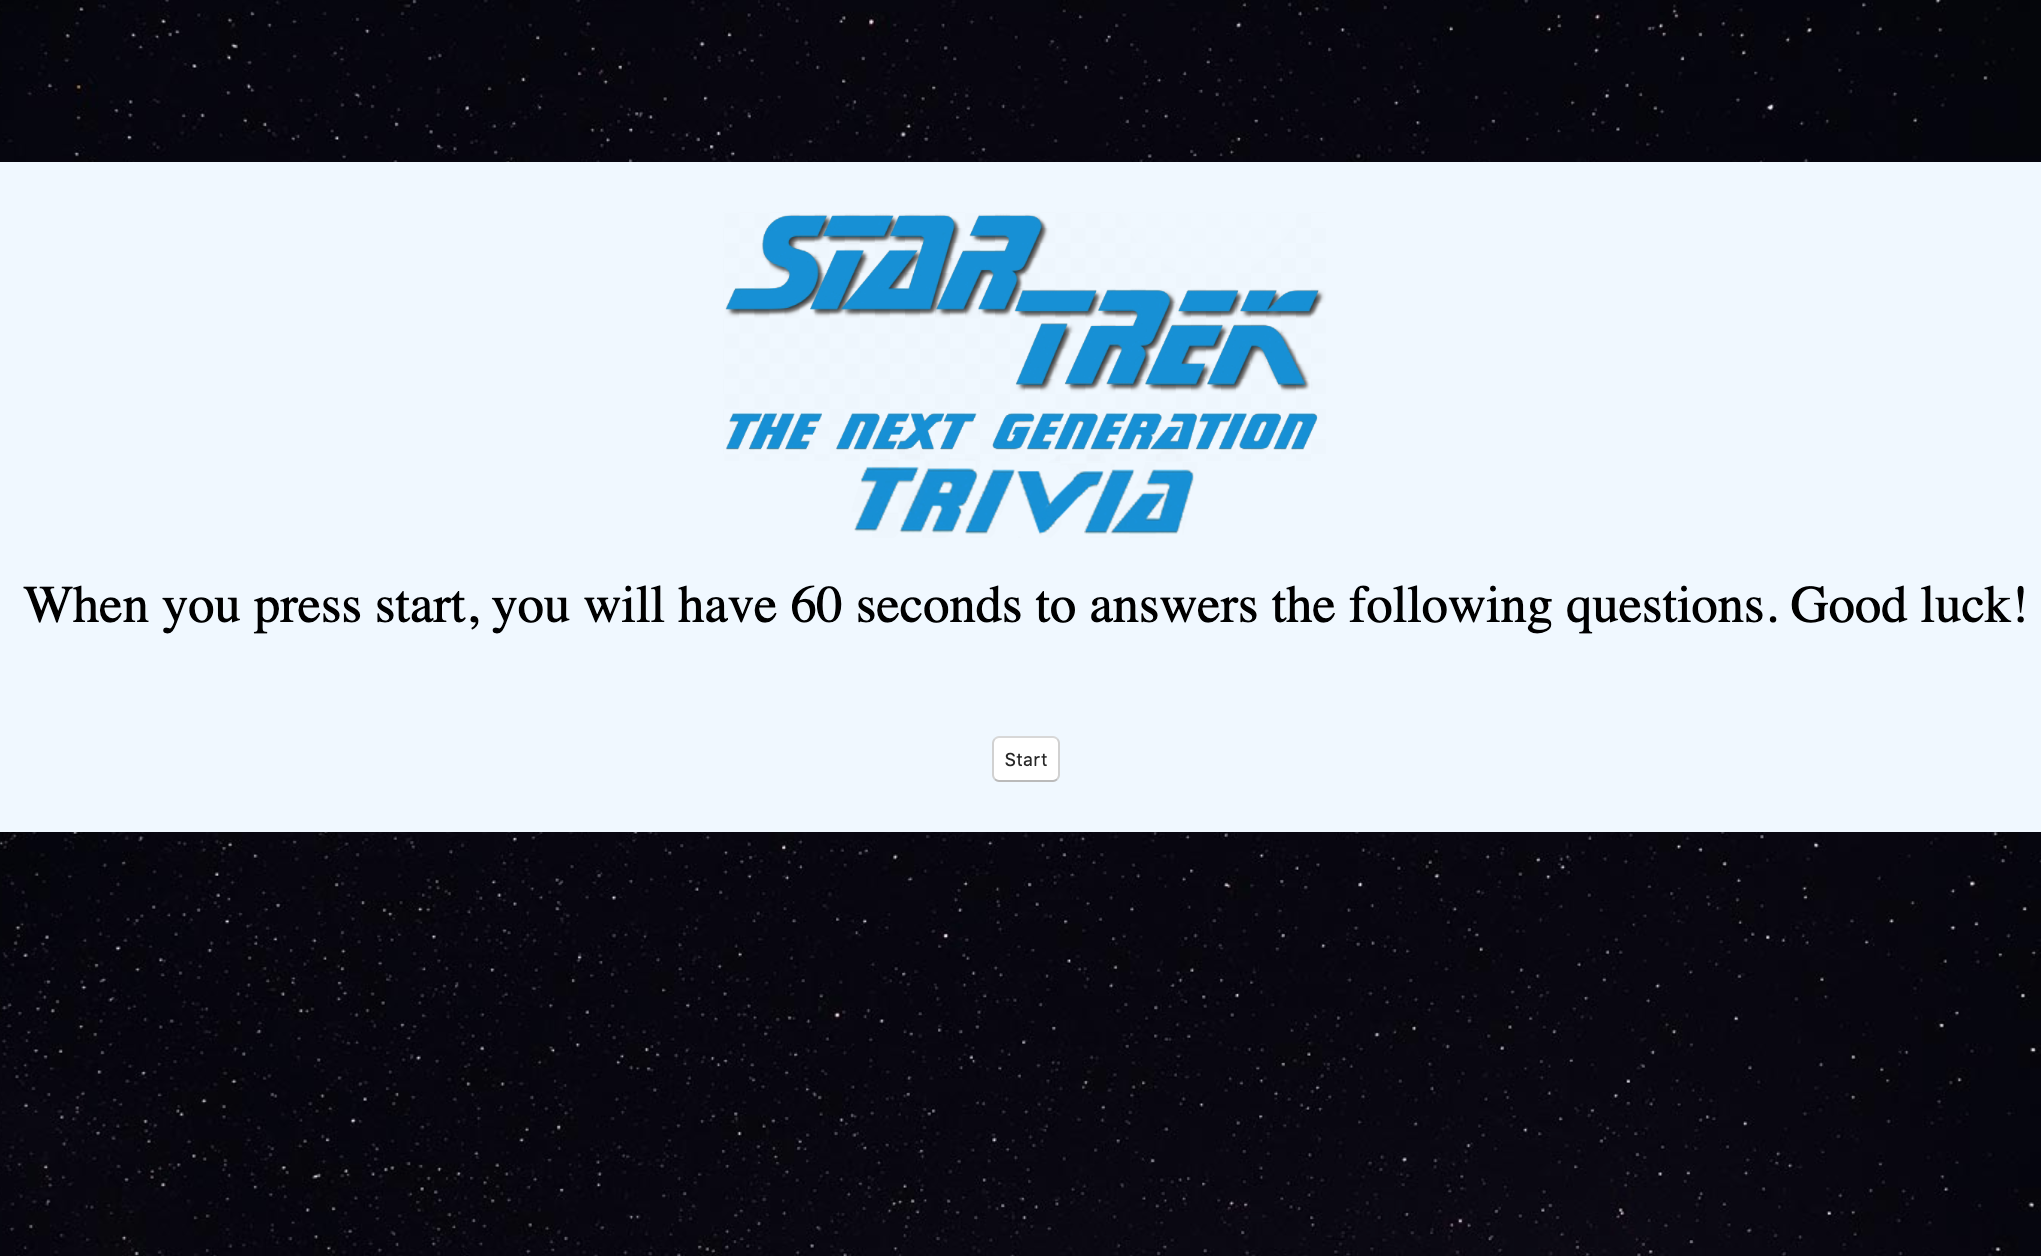 STAR
TREK
THE NEXT GENERATION
TRIVIA
When you press start, you will have 60 seconds to answers the following questions. Good luck!
Start